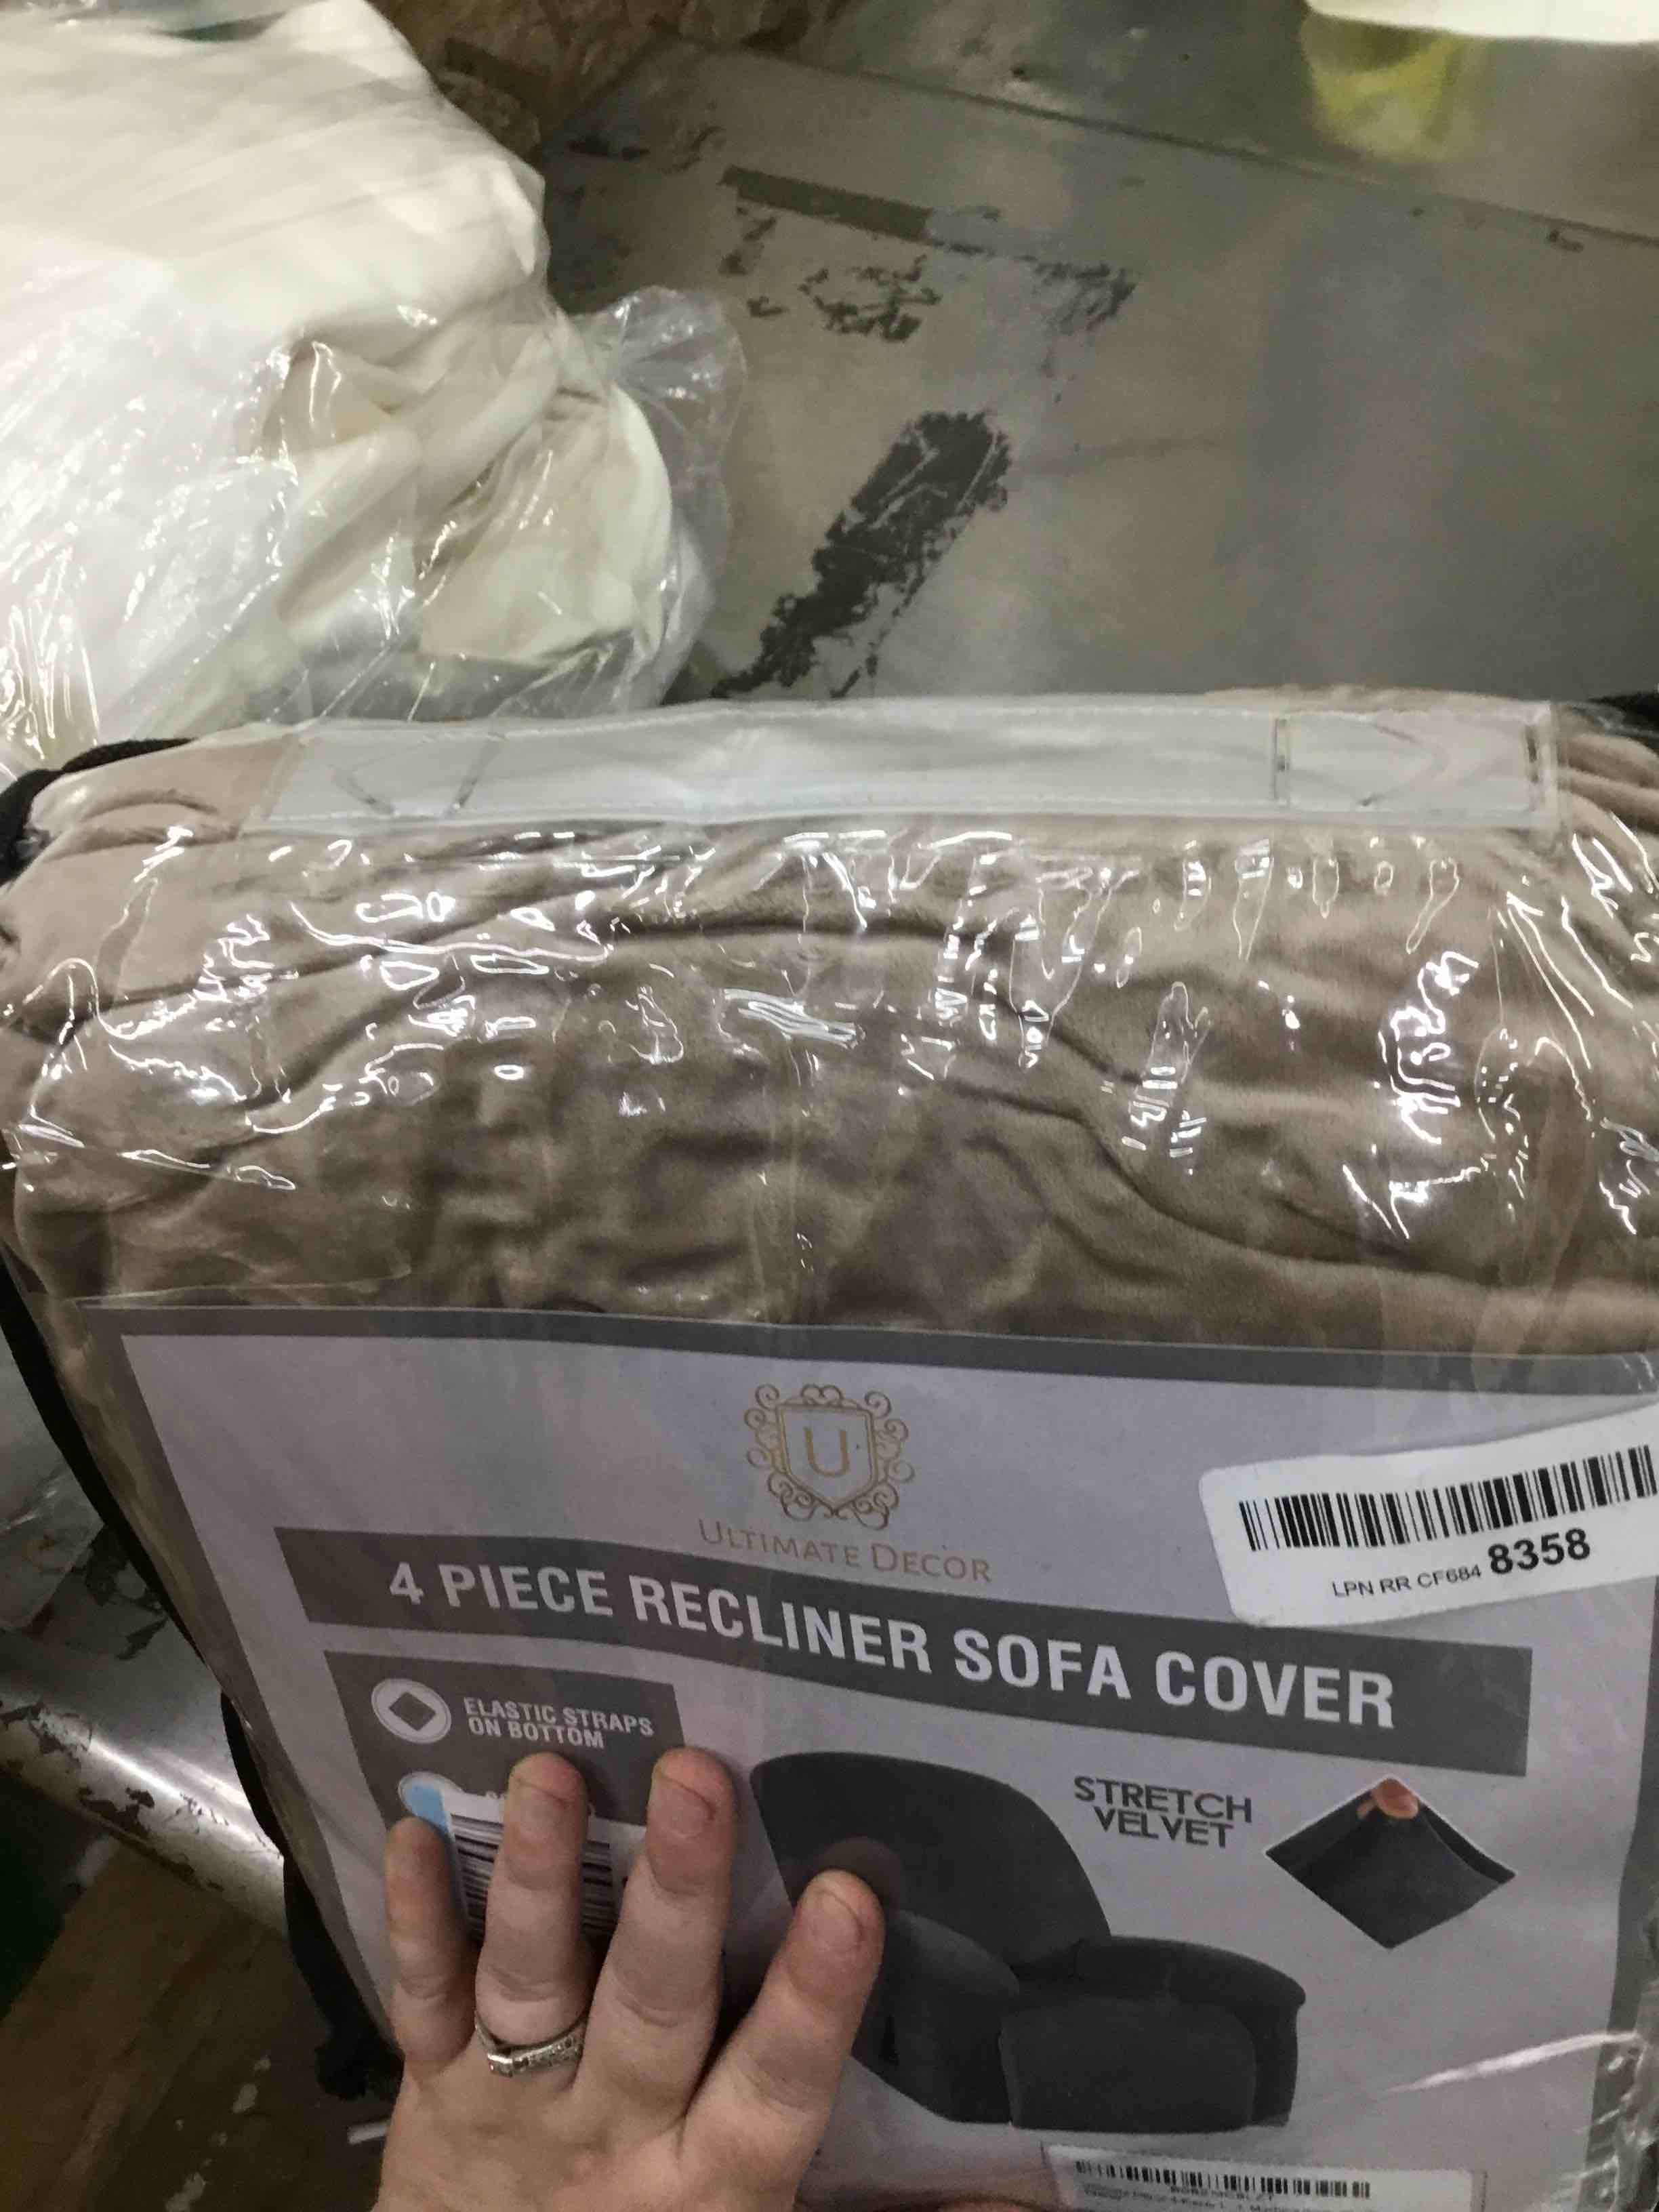 U
ULTIMATE DECOR
LPN RR CF684 8358
4 PIECE RECLINER SOFA COVER
ELASTIC STRAPS
ON BOTTOM
STRETCH
VELVET